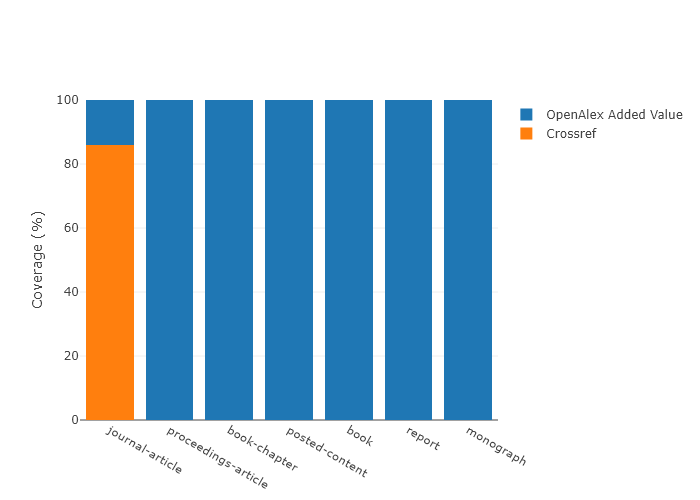 100
80
60
40
20
0
Coverage (%)
journal-article
proceedings-article
book-chapter
posted-content
book
report
monograph
OpenAlex Added Value
Crossref